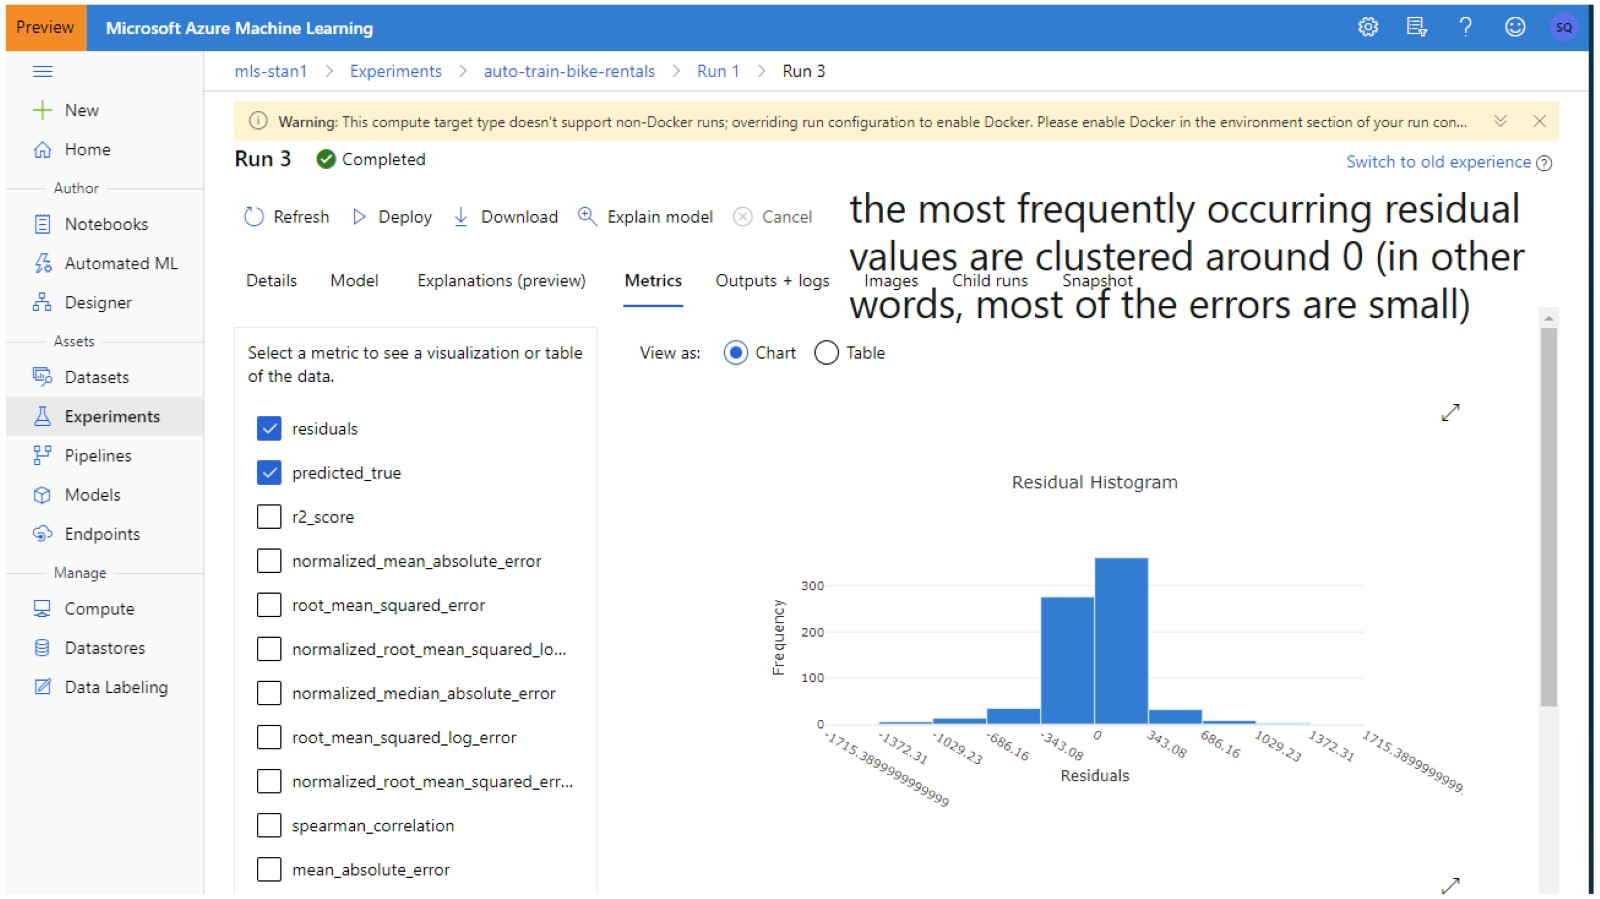 Preview
Microsoft Azure Machine Learning
SQ
mls-stan1 > Experiments > auto-train-bike-rentals > Run 1 > Run 3
New
Home
Author
Notebooks
Automated ML
Designer
Assets
Datasets
Experiments
Pipelines
Models
Endpoints
Manage
Compute
Datastores
Data Labeling
Warning: This compute target type doesn't support non-Docker runs; overriding run configuration to enable Docker. Please enable Docker in the environment section of your run con...
Run 3 Completed
Switch to old experience
Refresh Deploy Download Explain model Cancel
the most frequently occurring residual
values are clustered around 0 (in other
words, most of the errors are small)
Details Model Explanations (preview) Metrics Outputs + logs Images Child runs Snapshot
Select a metric to see a visualization or table
of the data.
residuals
predicted_true
r2_score
normalized_mean_absolute_error
root_mean_squared_error
normalized_root_mean_squared_lo...
normalized_median_absolute_error
root_mean_squared_log_error
normalized_root_mean_squared_err...
spearman_correlation
mean_absolute_error
View as: Chart Table
Residual Histogram
Frequency
300
200
100
0
-1715.3899999999999
-1372.31
-1029.23
-686.16
-343.08
0
343.08
686.16
1029.23
1372.31
1715.3899999999.
Residuals